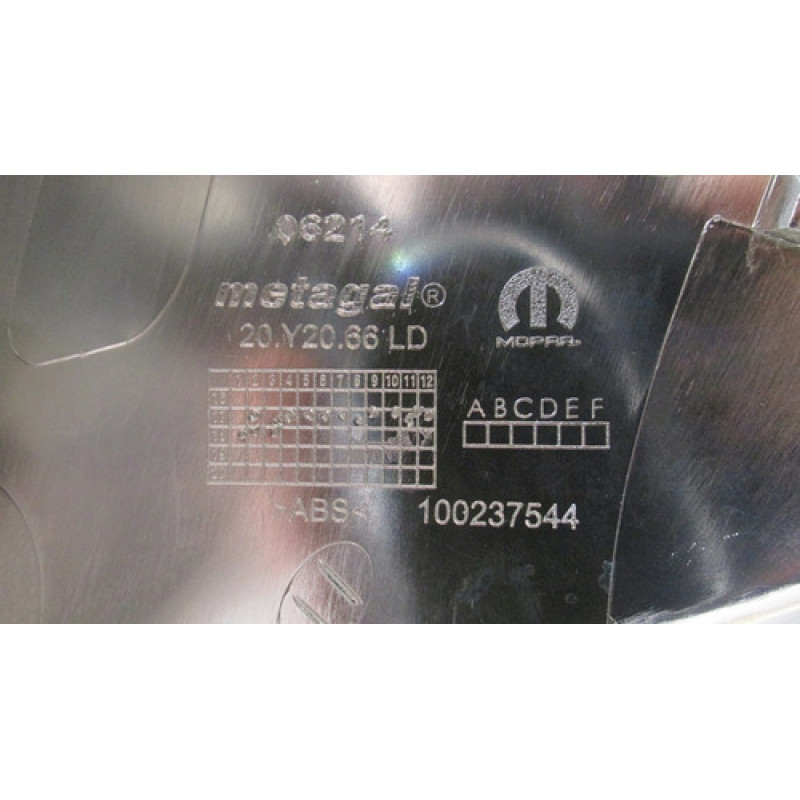 06214
metagal®
20.Y20.66 LD
MOPAR
1 2 3 4 5 6 7 8 9 10 11 12
A B C D E F
>ABS<
100237544